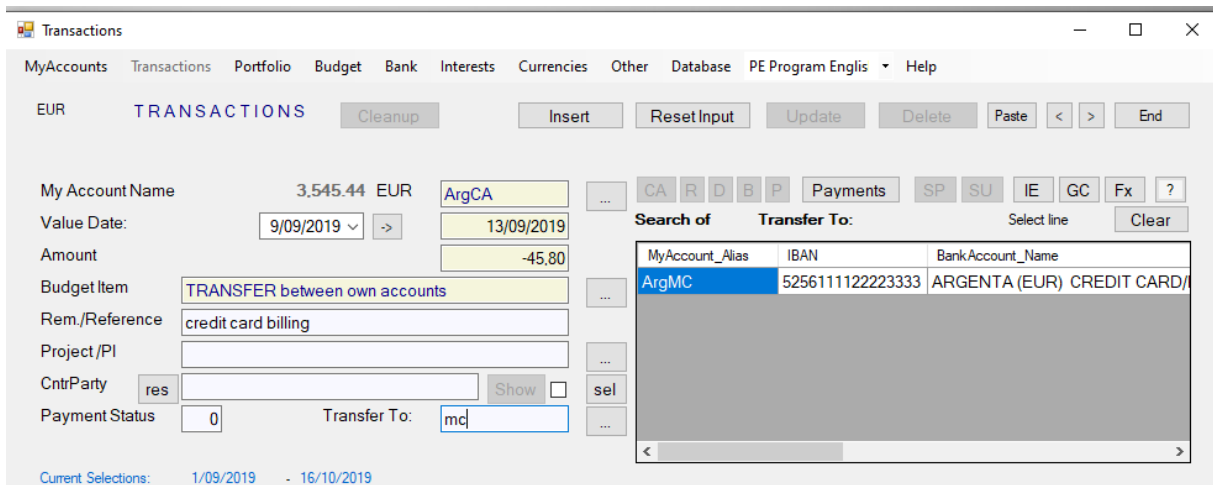 Transactions
MyAccounts Transactions Portfolio Budget Bank Interests Currencies Other Database PE Program Englis Help
EUR TRANSACTIONS Cleanup Insert Reset Input Update Delete Paste < > End
My Account Name 3,545.44 EUR ArgCA ... CA R D B P Payments SP SU IE GC Fx ?
Value Date: 9/09/2019 -> 13/09/2019 Search of Transfer To: Select line Clear
Amount -45,80 MyAccount_Alias IBAN BankAccount_Name
Budget Item TRANSFER between own accounts ... ArgMC 5256111122223333 ARGENTA (EUR) CREDIT CARD/
Rem./Reference credit card billing
Project /PI ...
CntrParty res Show sel
Payment Status 0 Transfer To: mc ...
Current Selections: 1/09/2019 - 16/10/2019